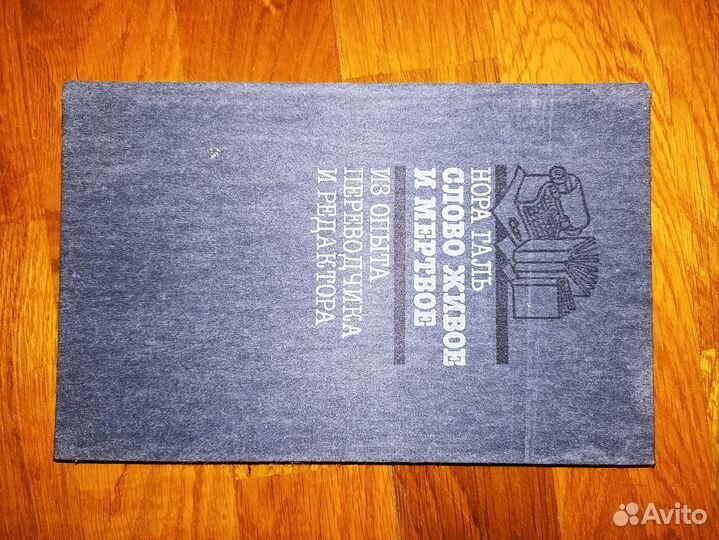 НОРА ГАЛЬ
СЛОВО ЖИВОЕ
И МЕРТВОЕ
ИЗ ОПЫТА
ПЕРЕВОДЧИКА
И РЕДАКТОРА
Avito